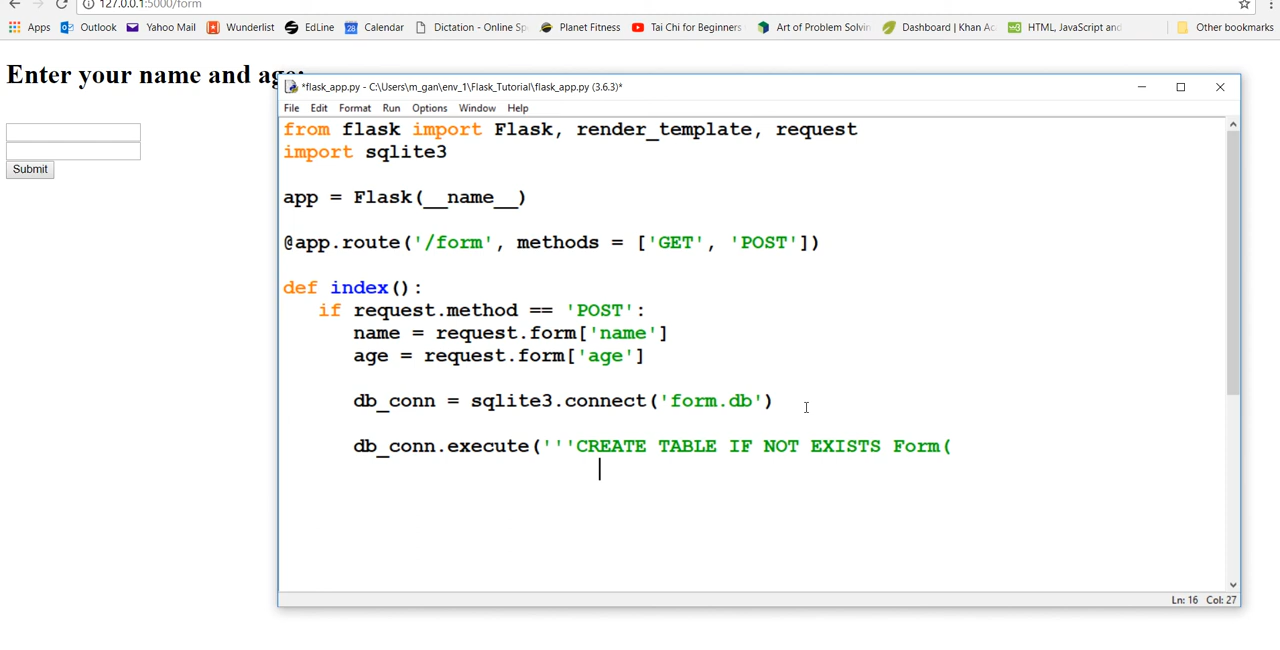 127.0.0.1:5000/form
Apps Outlook Yahoo Mail Wunderlist EdLine 28 Calendar Dictation - Online Sp Planet Fitness Tai Chi for Beginners Art of Problem Solvin Dashboard | Khan Ac HTML, JavaScript and Other bookmarks
Enter your name and age:
Submit
*flask_app.py - C:\Users\m_gan\env_1\Flask_Tutorial\flask_app.py (3.6.3)*
File Edit Format Run Options Window Help
from flask import Flask, render_template, request
import sqlite3
app = Flask(__name__)
@app.route('/form', methods = ['GET', 'POST'])
def index():
if request.method == 'POST':
name = request.form['name']
age = request.form['age']
db_conn = sqlite3.connect('form.db')
db_conn.execute('''CREATE TABLE IF NOT EXISTS Form(
Ln: 16 Col: 27